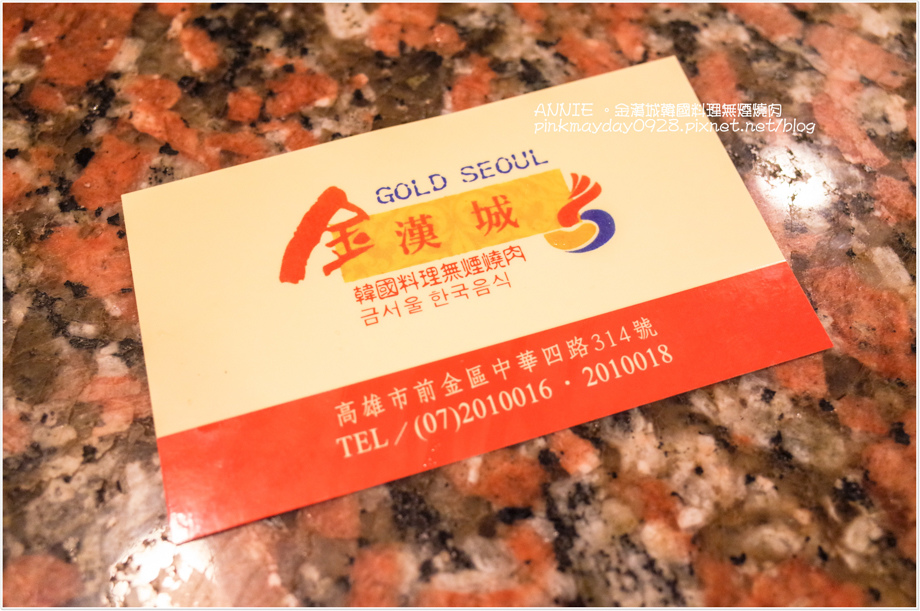 ANNIE 。金漢城韓國料理無煙燒肉
pinkmayday0928.pixnet.net/blog
GOLD SEOUL
金漢城
韓國料理無煙燒肉
금서울 한국음식
高雄市前金區中華四路314號
TEL／(07)2010016・2010018